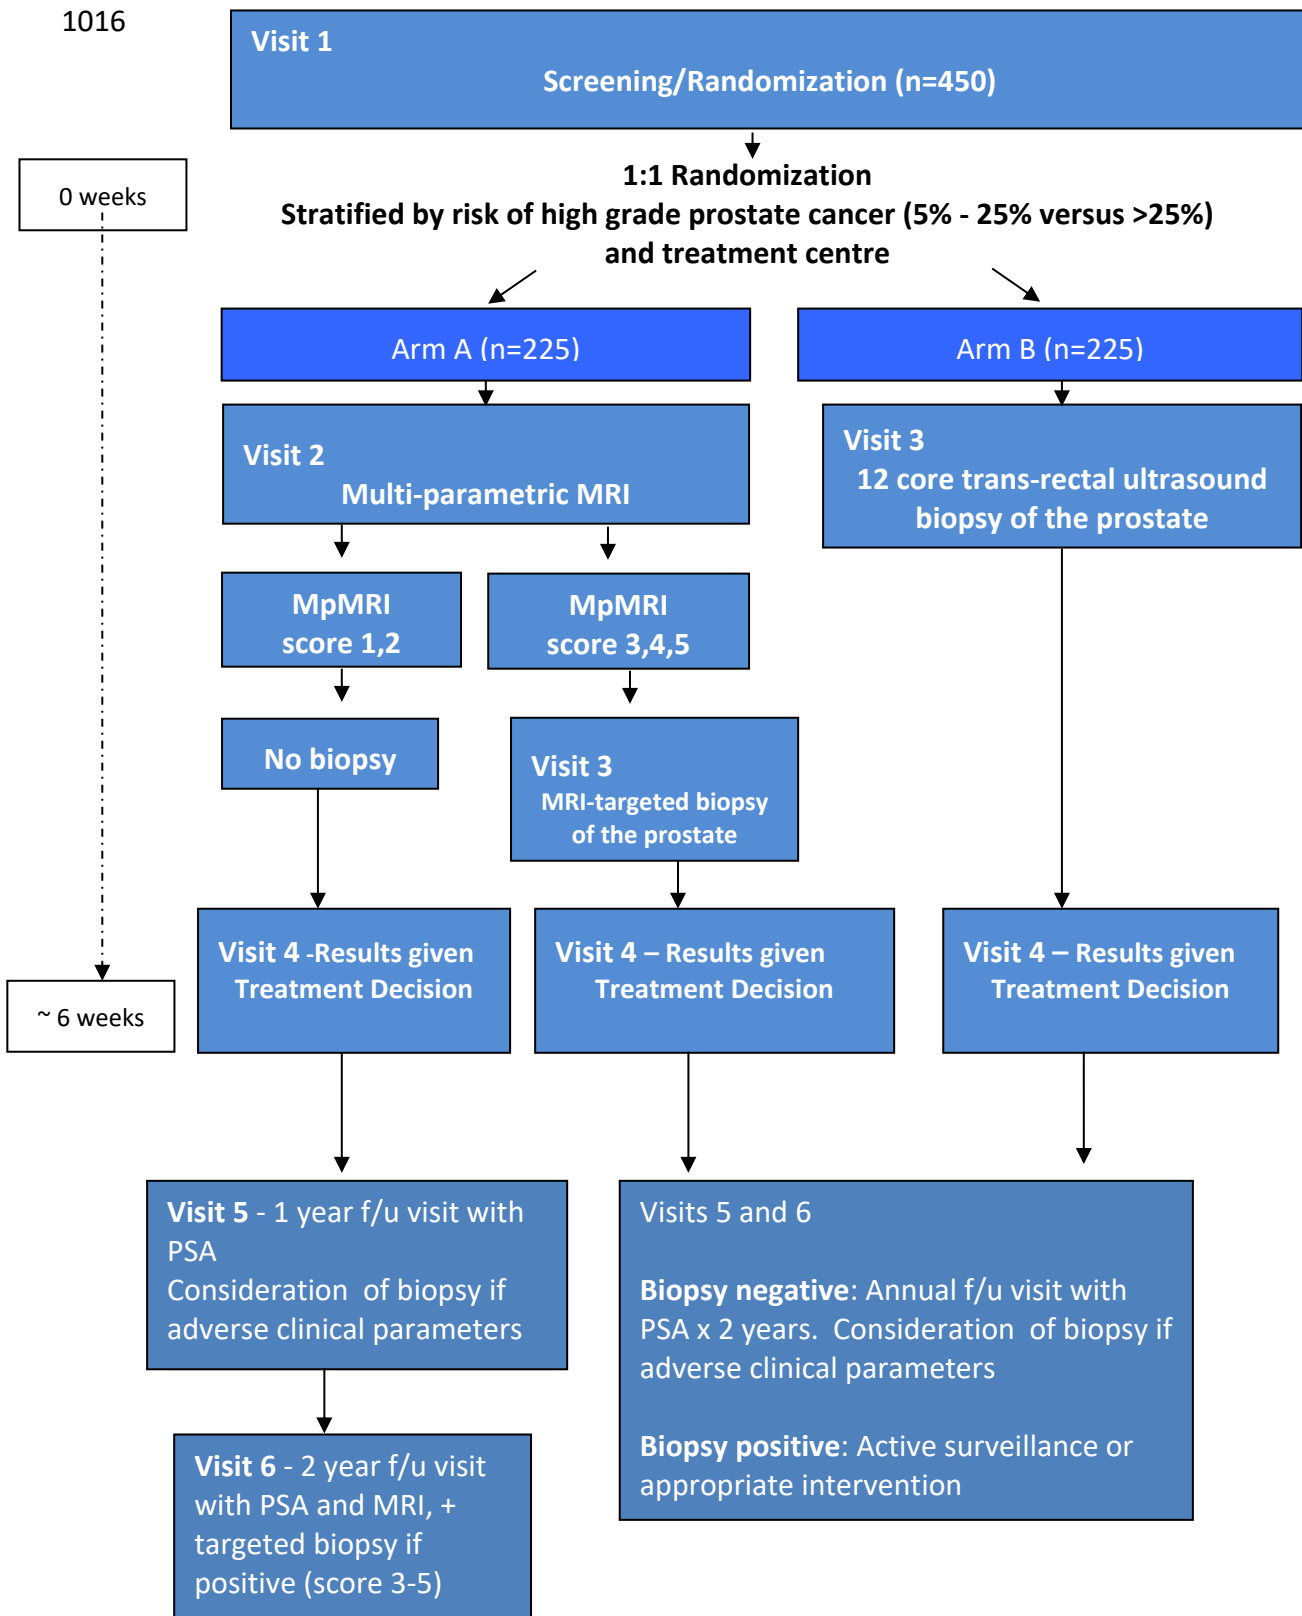 1016
Visit 1
Screening/Randomization (n=450)
0 weeks
1:1 Randomization
Stratified by risk of high grade prostate cancer (5% - 25% versus >25%)
and treatment centre
Arm A (n=225)
Arm B (n=225)
Visit 2
Multi-parametric MRI
Visit 3
12 core trans-rectal ultrasound
biopsy of the prostate
MpMRI
score 1,2
MpMRI
score 3,4,5
No biopsy
Visit 3
MRI-targeted biopsy
of the prostate
Visit 4 -Results given
Treatment Decision
Visit 4 – Results given
Treatment Decision
Visit 4 – Results given
Treatment Decision
~ 6 weeks
Visit 5 - 1 year f/u visit with
PSA
Consideration  of biopsy if
adverse clinical parameters
Visits 5 and 6
Biopsy negative: Annual f/u visit with
PSA x 2 years.  Consideration  of biopsy if
adverse clinical parameters
Biopsy positive: Active surveillance or
appropriate intervention
Visit 6 - 2 year f/u visit
with PSA and MRI, +
targeted biopsy if
positive (score 3-5)